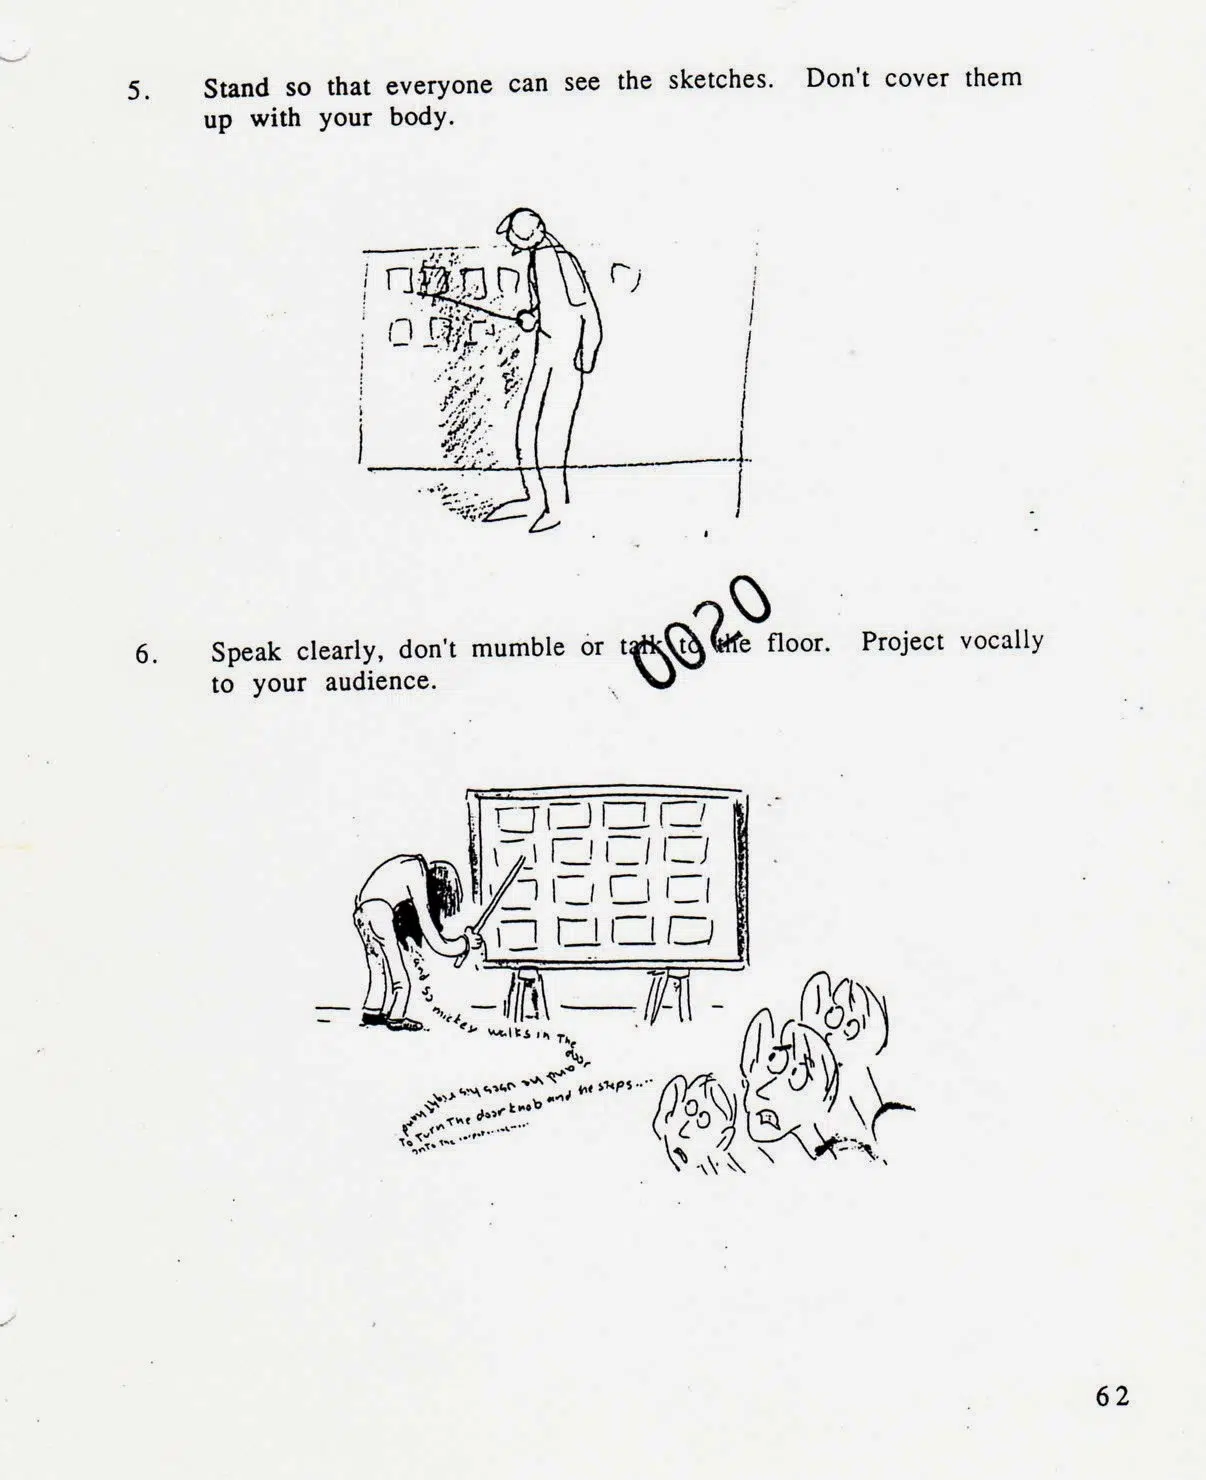 5. Stand so that everyone can see the sketches. Don't cover them
up with your body.
0020
6. Speak clearly, don't mumble or talk to the floor. Project vocally
to your audience.
and so mickey walks in The
door and he uses his right hand
To Turn The door knob and he steps....
onTo The
62